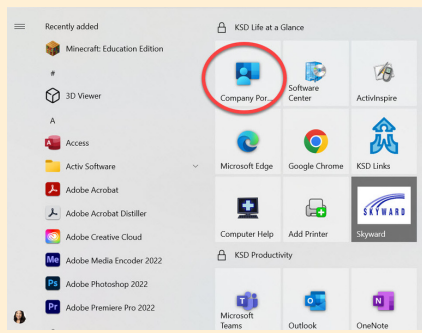 Recently added
Minecraft: Education Edition
#
3D Viewer
A
Access
Activ Software
Adobe Acrobat
Adobe Acrobat Distiller
Adobe Creative Cloud
Me Adobe Media Encoder 2022
Ps Adobe Photoshop 2022
Pr Adobe Premiere Pro 2022
KSD Life at a Glance
Company Por...
Software
Center
ActivInspire
Microsoft Edge
Google Chrome
KSD Links
Computer Help
Add Printer
SKYWARD
Skyward
KSD Productivity
Microsoft
Teams
Outlook
OneNote